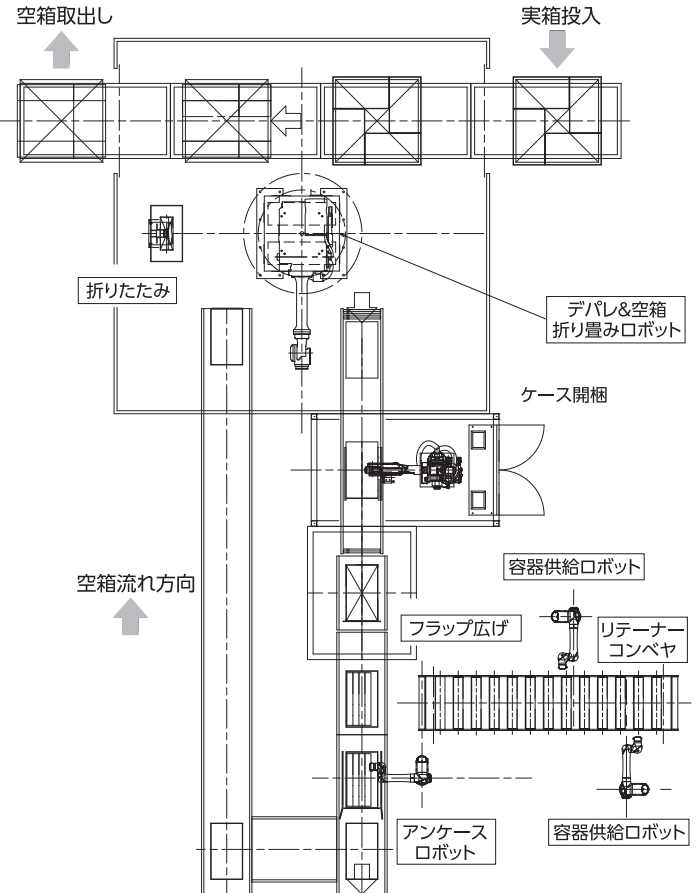 空箱取出し
実箱投入
折りたたみ
デパレ&空箱
折り畳みロボット
ケース開梱
容器供給ロボット
空箱流れ方向
フラップ広げ
リテーナー
コンベヤ
アンケース
ロボット
容器供給ロボット